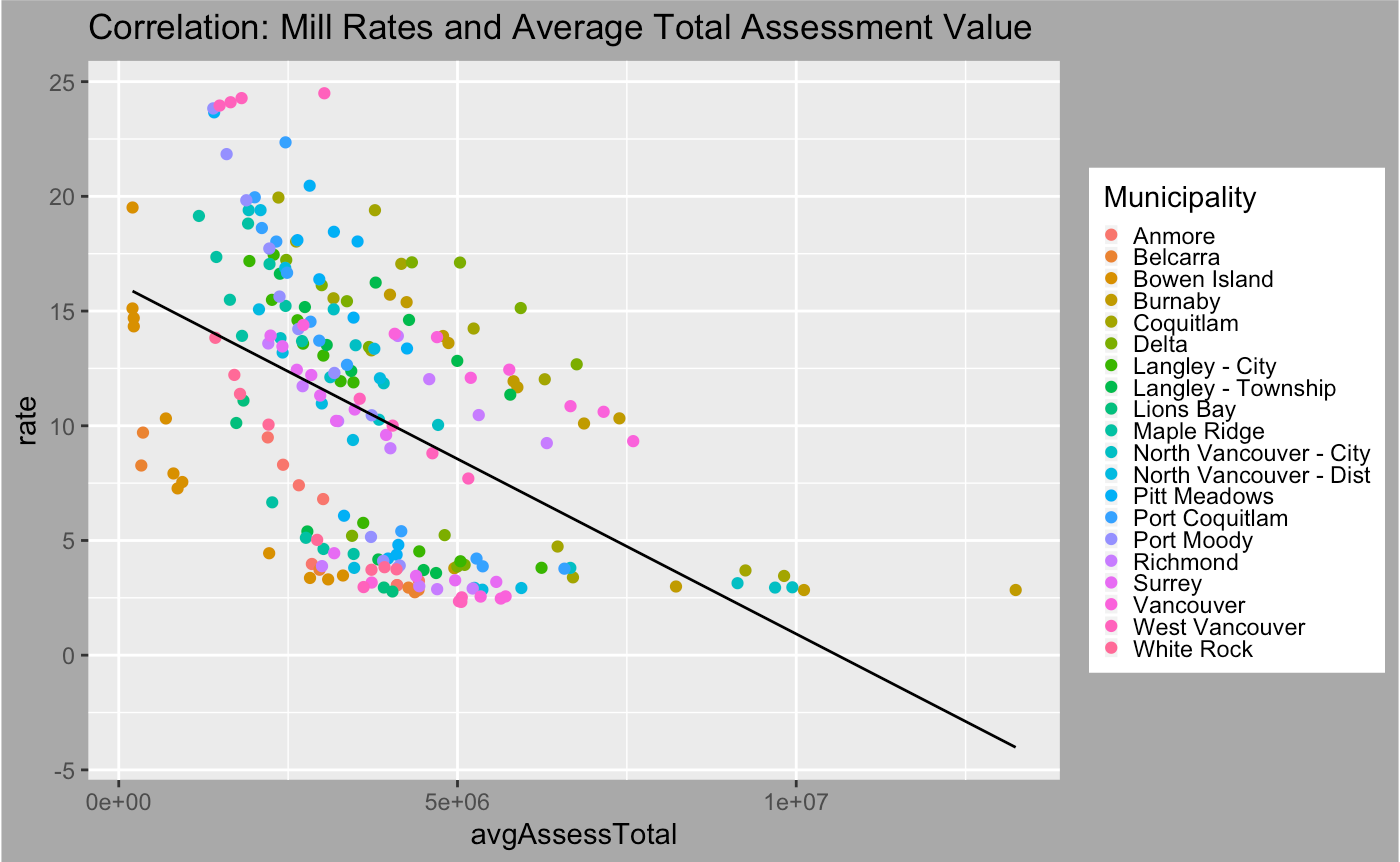 Correlation: Mill Rates and Average Total Assessment Value
25
20
15
10
5
0
-5
rate
0e+00 5e+06 1e+07
avgAssessTotal
Municipality
Anmore
Belcarra
Bowen Island
Burnaby
Coquitlam
Delta
Langley - City
Langley - Township
Lions Bay
Maple Ridge
North Vancouver - City
North Vancouver - Dist
Pitt Meadows
Port Coquitlam
Port Moody
Richmond
Surrey
Vancouver
West Vancouver
White Rock